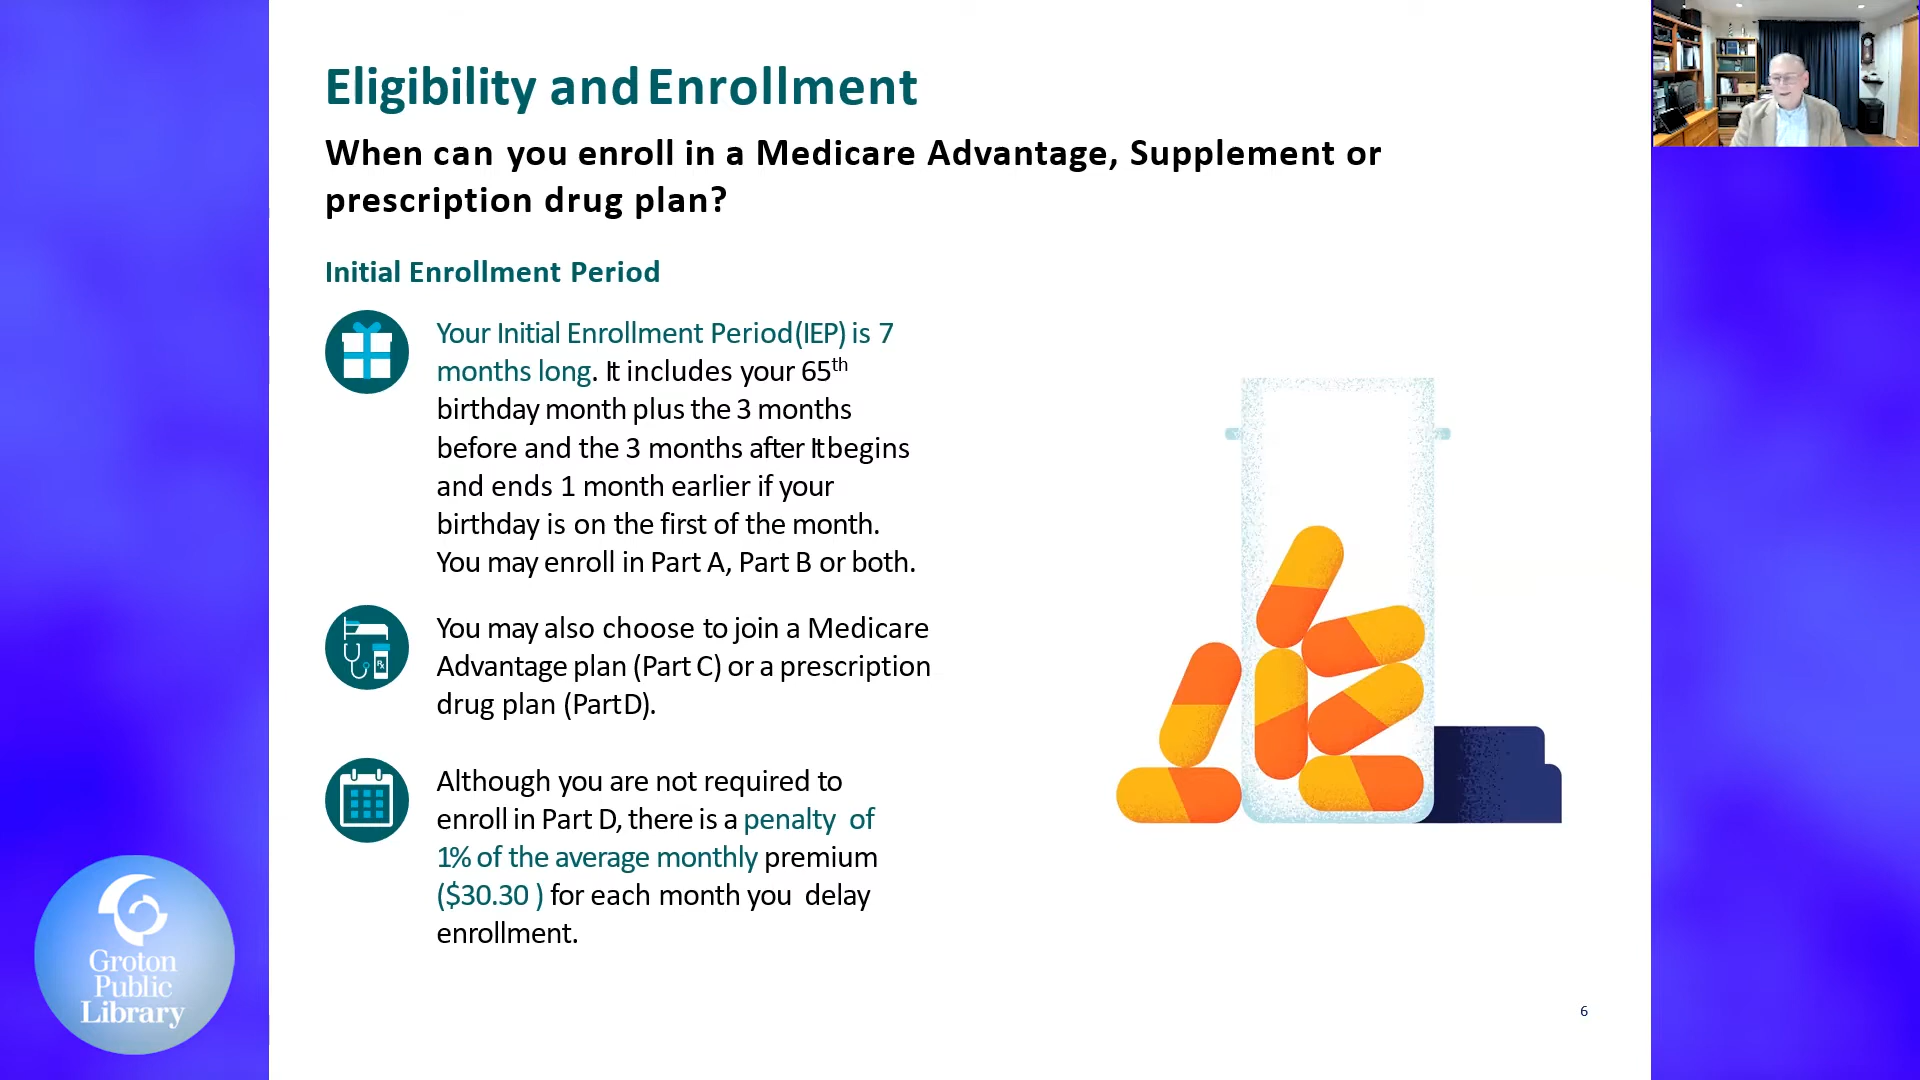 Eligibility and Enrollment
When can you enroll in a Medicare Advantage, Supplement or
prescription drug plan?
Initial Enrollment Period
Your Initial Enrollment Period (IEP) is 7
months long. It includes your 65th
birthday month plus the 3 months
before and the 3 months after It begins
and ends 1 month earlier if your
birthday is on the first of the month.
You may enroll in Part A, Part B or both.
You may also choose to join a Medicare
Advantage plan (Part C) or a prescription
drug plan (Part D).
Although you are not required to
enroll in Part D, there is a penalty of
1% of the average monthly premium
($30.30 ) for each month you delay
enrollment.
Rx
Groton
Public
Library
6